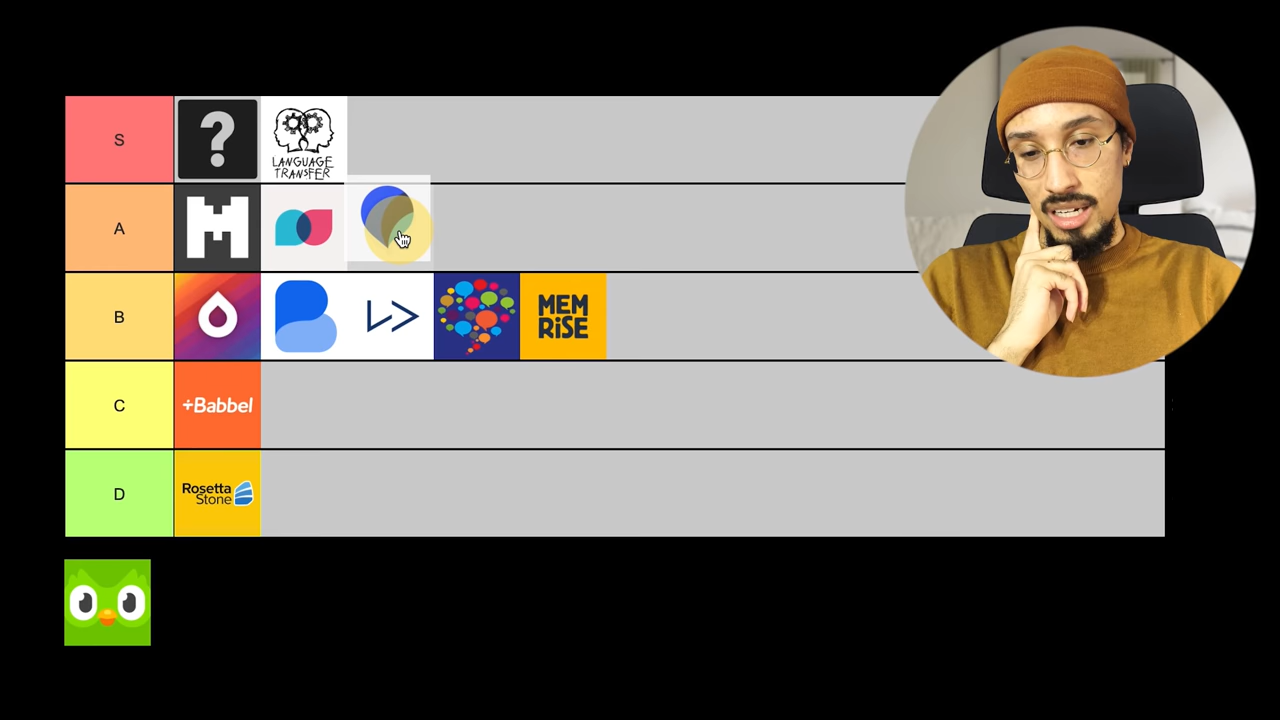 S
?
LANGUAGE
TRANSFER
A
M
B
MEM
RiSE
C
+Babbel
D
Rosetta
Stone